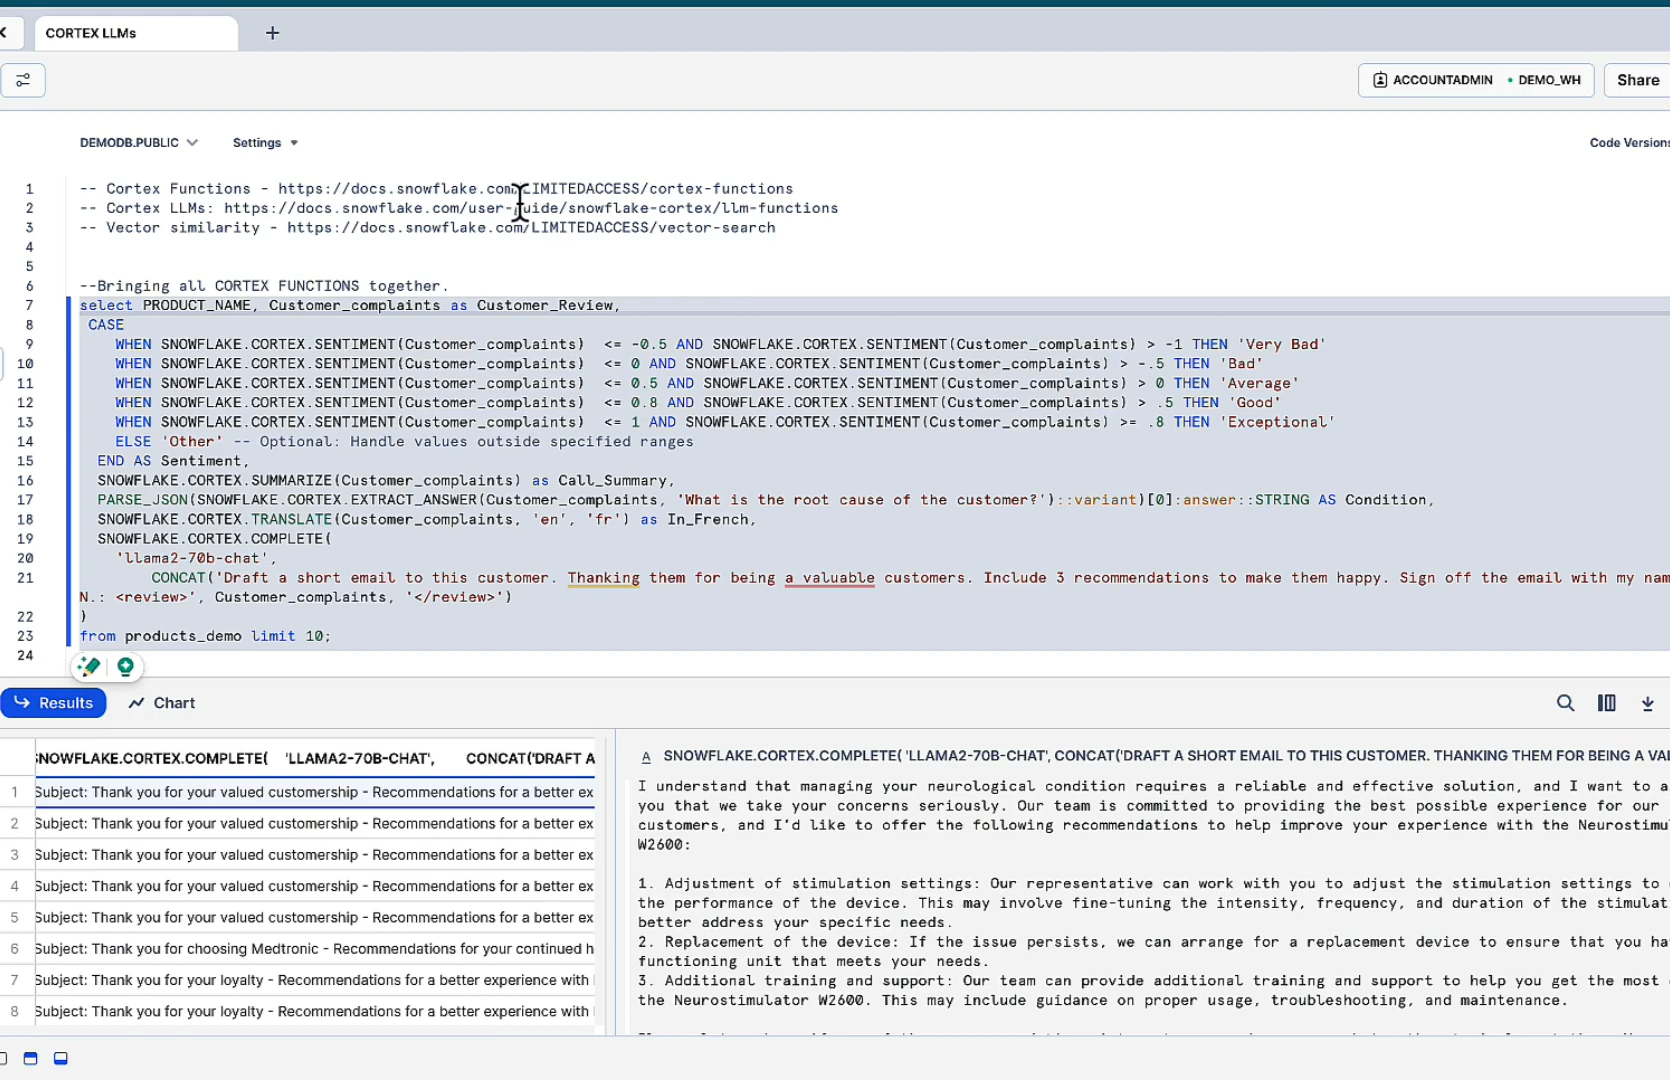 CORTEX LLMs
+
ACCOUNTADMIN • DEMO_WH
Share
DEMODB.PUBLIC
Settings
Code Versions
1 -- Cortex Functions - https://docs.snowflake.com/LIMITEDACCESS/cortex-functions
2 -- Cortex LLMs: https://docs.snowflake.com/user-guide/snowflake-cortex/llm-functions
3 -- Vector similarity - https://docs.snowflake.com/LIMITEDACCESS/vector-search
4
5
6 --Bringing all CORTEX FUNCTIONS together.
7 select PRODUCT_NAME, Customer_complaints as Customer_Review,
8 CASE
9 WHEN SNOWFLAKE.CORTEX.SENTIMENT(Customer_complaints) <= -0.5 AND SNOWFLAKE.CORTEX.SENTIMENT(Customer_complaints) > -1 THEN 'Very Bad'
10 WHEN SNOWFLAKE.CORTEX.SENTIMENT(Customer_complaints) <= 0 AND SNOWFLAKE.CORTEX.SENTIMENT(Customer_complaints) > -.5 THEN 'Bad'
11 WHEN SNOWFLAKE.CORTEX.SENTIMENT(Customer_complaints) <= 0.5 AND SNOWFLAKE.CORTEX.SENTIMENT(Customer_complaints) > 0 THEN 'Average'
12 WHEN SNOWFLAKE.CORTEX.SENTIMENT(Customer_complaints) <= 0.8 AND SNOWFLAKE.CORTEX.SENTIMENT(Customer_complaints) > .5 THEN 'Good'
13 WHEN SNOWFLAKE.CORTEX.SENTIMENT(Customer_complaints) <= 1 AND SNOWFLAKE.CORTEX.SENTIMENT(Customer_complaints) >= .8 THEN 'Exceptional'
14 ELSE 'Other' -- Optional: Handle values outside specified ranges
15 END AS Sentiment,
16 SNOWFLAKE.CORTEX.SUMMARIZE(Customer_complaints) as Call_Summary,
17 PARSE_JSON(SNOWFLAKE.CORTEX.EXTRACT_ANSWER(Customer_complaints, 'What is the root cause of the customer?')::variant)[0]:answer::STRING AS Condition,
18 SNOWFLAKE.CORTEX.TRANSLATE(Customer_complaints, 'en', 'fr') as In_French,
19 SNOWFLAKE.CORTEX.COMPLETE(
20 'llama2-70b-chat',
21 CONCAT('Draft a short email to this customer. Thanking them for being a valuable customers. Include 3 recommendations to make them happy. Sign off the email with my nam
N.: <review>', Customer_complaints, '</review>')
22 )
23 from products_demo limit 10;
24
Results
Chart
SNOWFLAKE.CORTEX.COMPLETE( 'LLAMA2-70B-CHAT', CONCAT('DRAFT A
1 Subject: Thank you for your valued customership - Recommendations for a better ex
2 Subject: Thank you for your valued customership - Recommendations for a better ex
3 Subject: Thank you for your valued customership - Recommendations for a better ex
4 Subject: Thank you for your valued customership - Recommendations for a better ex
5 Subject: Thank you for your valued customership - Recommendations for a better ex
6 Subject: Thank you for choosing Medtronic - Recommendations for your continued h
7 Subject: Thank you for your loyalty - Recommendations for a better experience with
8 Subject: Thank you for your loyalty - Recommendations for a better experience with
A SNOWFLAKE.CORTEX.COMPLETE( 'LLAMA2-70B-CHAT', CONCAT('DRAFT A SHORT EMAIL TO THIS CUSTOMER. THANKING THEM FOR BEING A VAL
I understand that managing your neurological condition requires a reliable and effective solution, and I want to a
you that we take your concerns seriously. Our team is committed to providing the best possible experience for our
customers, and I'd like to offer the following recommendations to help improve your experience with the Neurostimul
W2600:
1. Adjustment of stimulation settings: Our representative can work with you to adjust the stimulation settings to
the performance of the device. This may involve fine-tuning the intensity, frequency, and duration of the stimulat
better address your specific needs.
2. Replacement of the device: If the issue persists, we can arrange for a replacement device to ensure that you ha
functioning unit that meets your needs.
3. Additional training and support: Our team can provide additional training and support to help you get the most
the Neurostimulator W2600. This may include guidance on proper usage, troubleshooting, and maintenance.